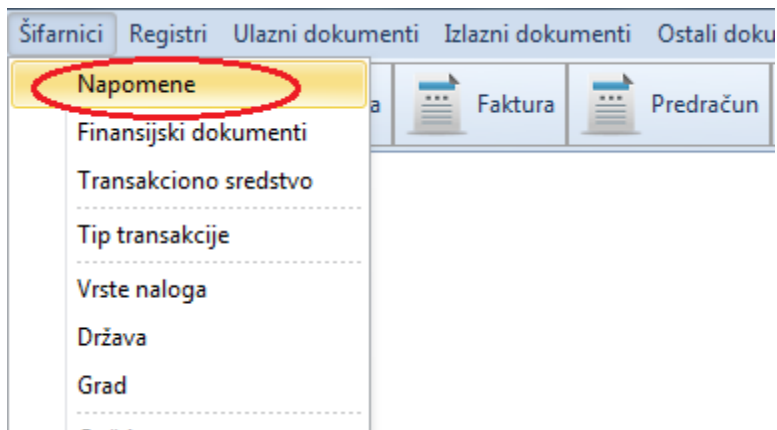 Šifarnici Registri Ulazni dokumenti Izlazni dokumenti Ostali doku
Napomene
a Faktura Predračun
Finansijski dokumenti
Transakciono sredstvo
Tip transakcije
Vrste naloga
Država
Grad